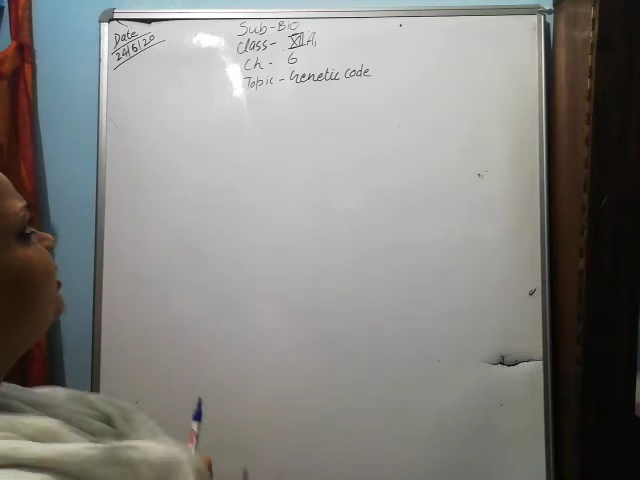 Date
24/6/20
Sub-Bio
Class- XII A1
Ch - 6
Topic - Genetic code